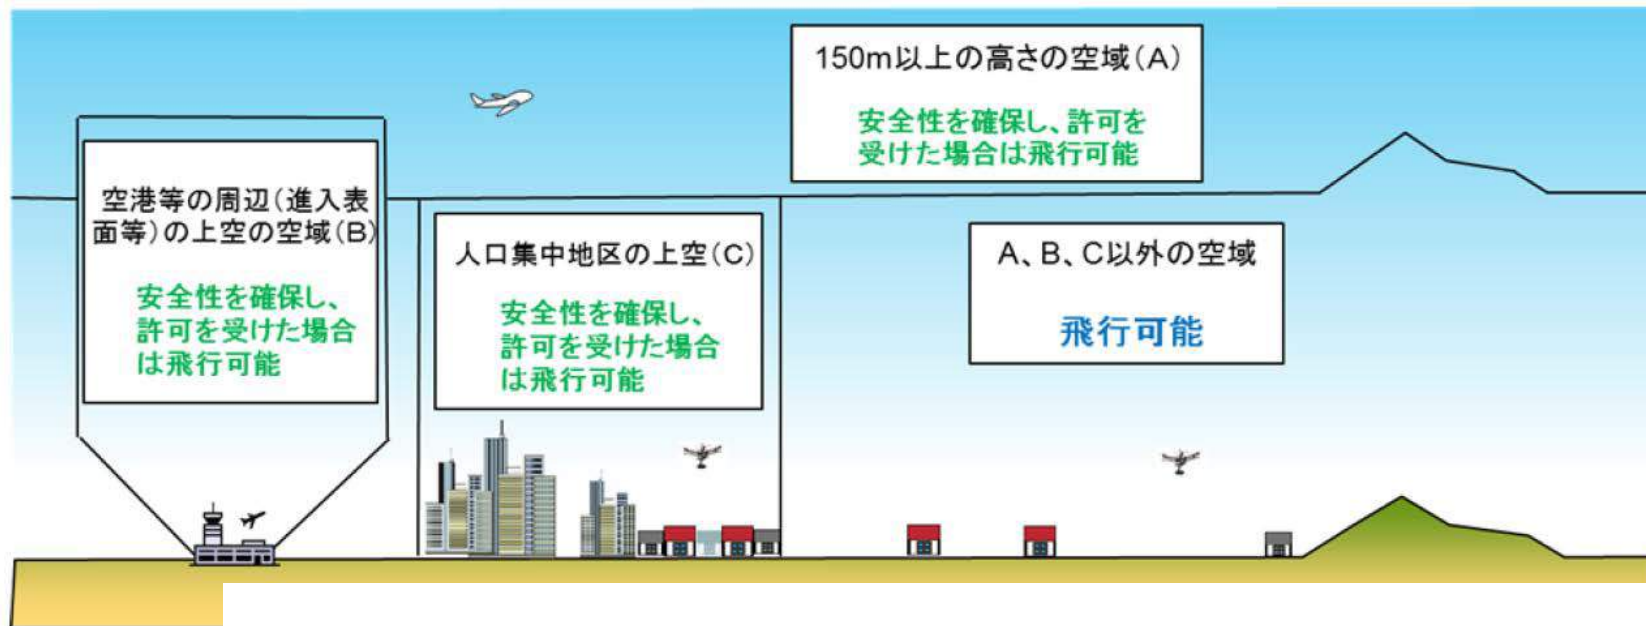 150m以上の高さの空域(A)
安全性を確保し、許可を
受けた場合は飛行可能
空港等の周辺(進入表
面等)の上空の空域(B)
安全性を確保し、
許可を受けた場合
は飛行可能
人口集中地区の上空(C)
安全性を確保し、
許可を受けた場合
は飛行可能
A、B、C以外の空域
飛行可能